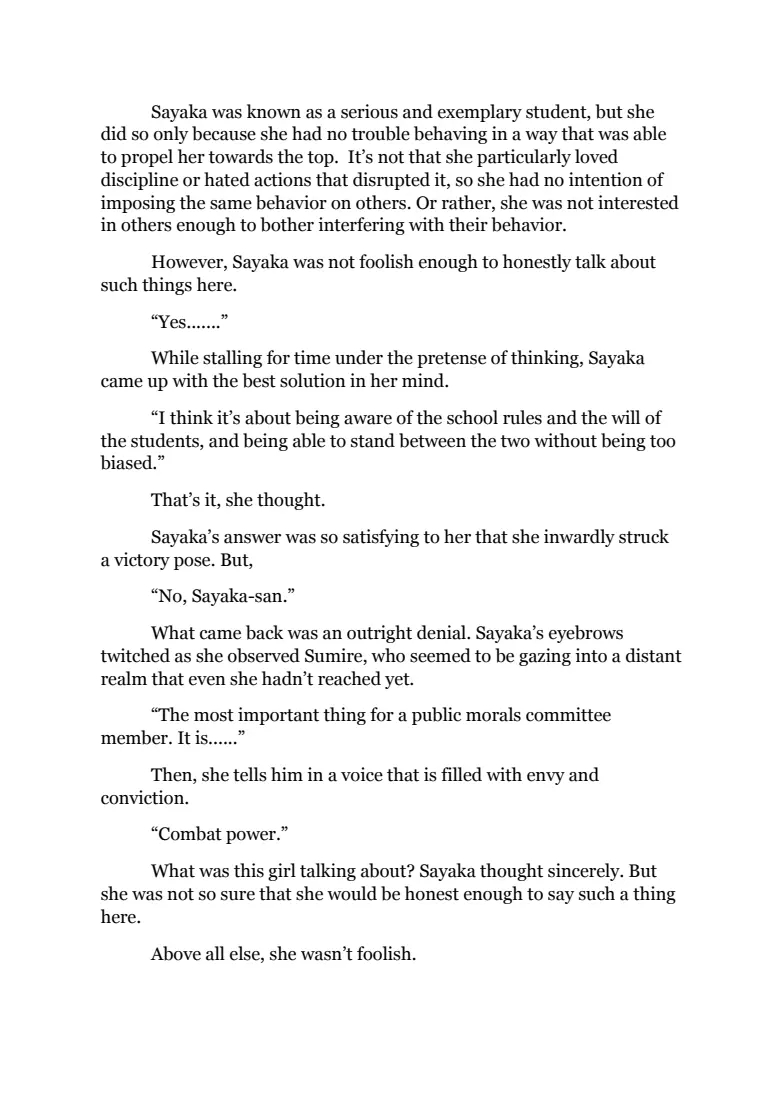 Sayaka was known as a serious and exemplary student, but she
did so only because she had no trouble behaving in a way that was able
to propel her towards the top.  It’s not that she particularly loved
discipline or hated actions that disrupted it, so she had no intention of
imposing the same behavior on others. Or rather, she was not interested
in others enough to bother interfering with their behavior.
However, Sayaka was not foolish enough to honestly talk about
such things here.
“Yes.......”
While stalling for time under the pretense of thinking, Sayaka
came up with the best solution in her mind.
“I think it’s about being aware of the school rules and the will of
the students, and being able to stand between the two without being too
biased.”
That’s it, she thought.
Sayaka’s answer was so satisfying to her that she inwardly struck
a victory pose. But,
“No, Sayaka-san.”
What came back was an outright denial. Sayaka’s eyebrows
twitched as she observed Sumire, who seemed to be gazing into a distant
realm that even she hadn’t reached yet.
“The most important thing for a public morals committee
member. It is......”
Then, she tells him in a voice that is filled with envy and
conviction.
“Combat power.”
What was this girl talking about? Sayaka thought sincerely. But
she was not so sure that she would be honest enough to say such a thing
here.
Above all else, she wasn’t foolish.